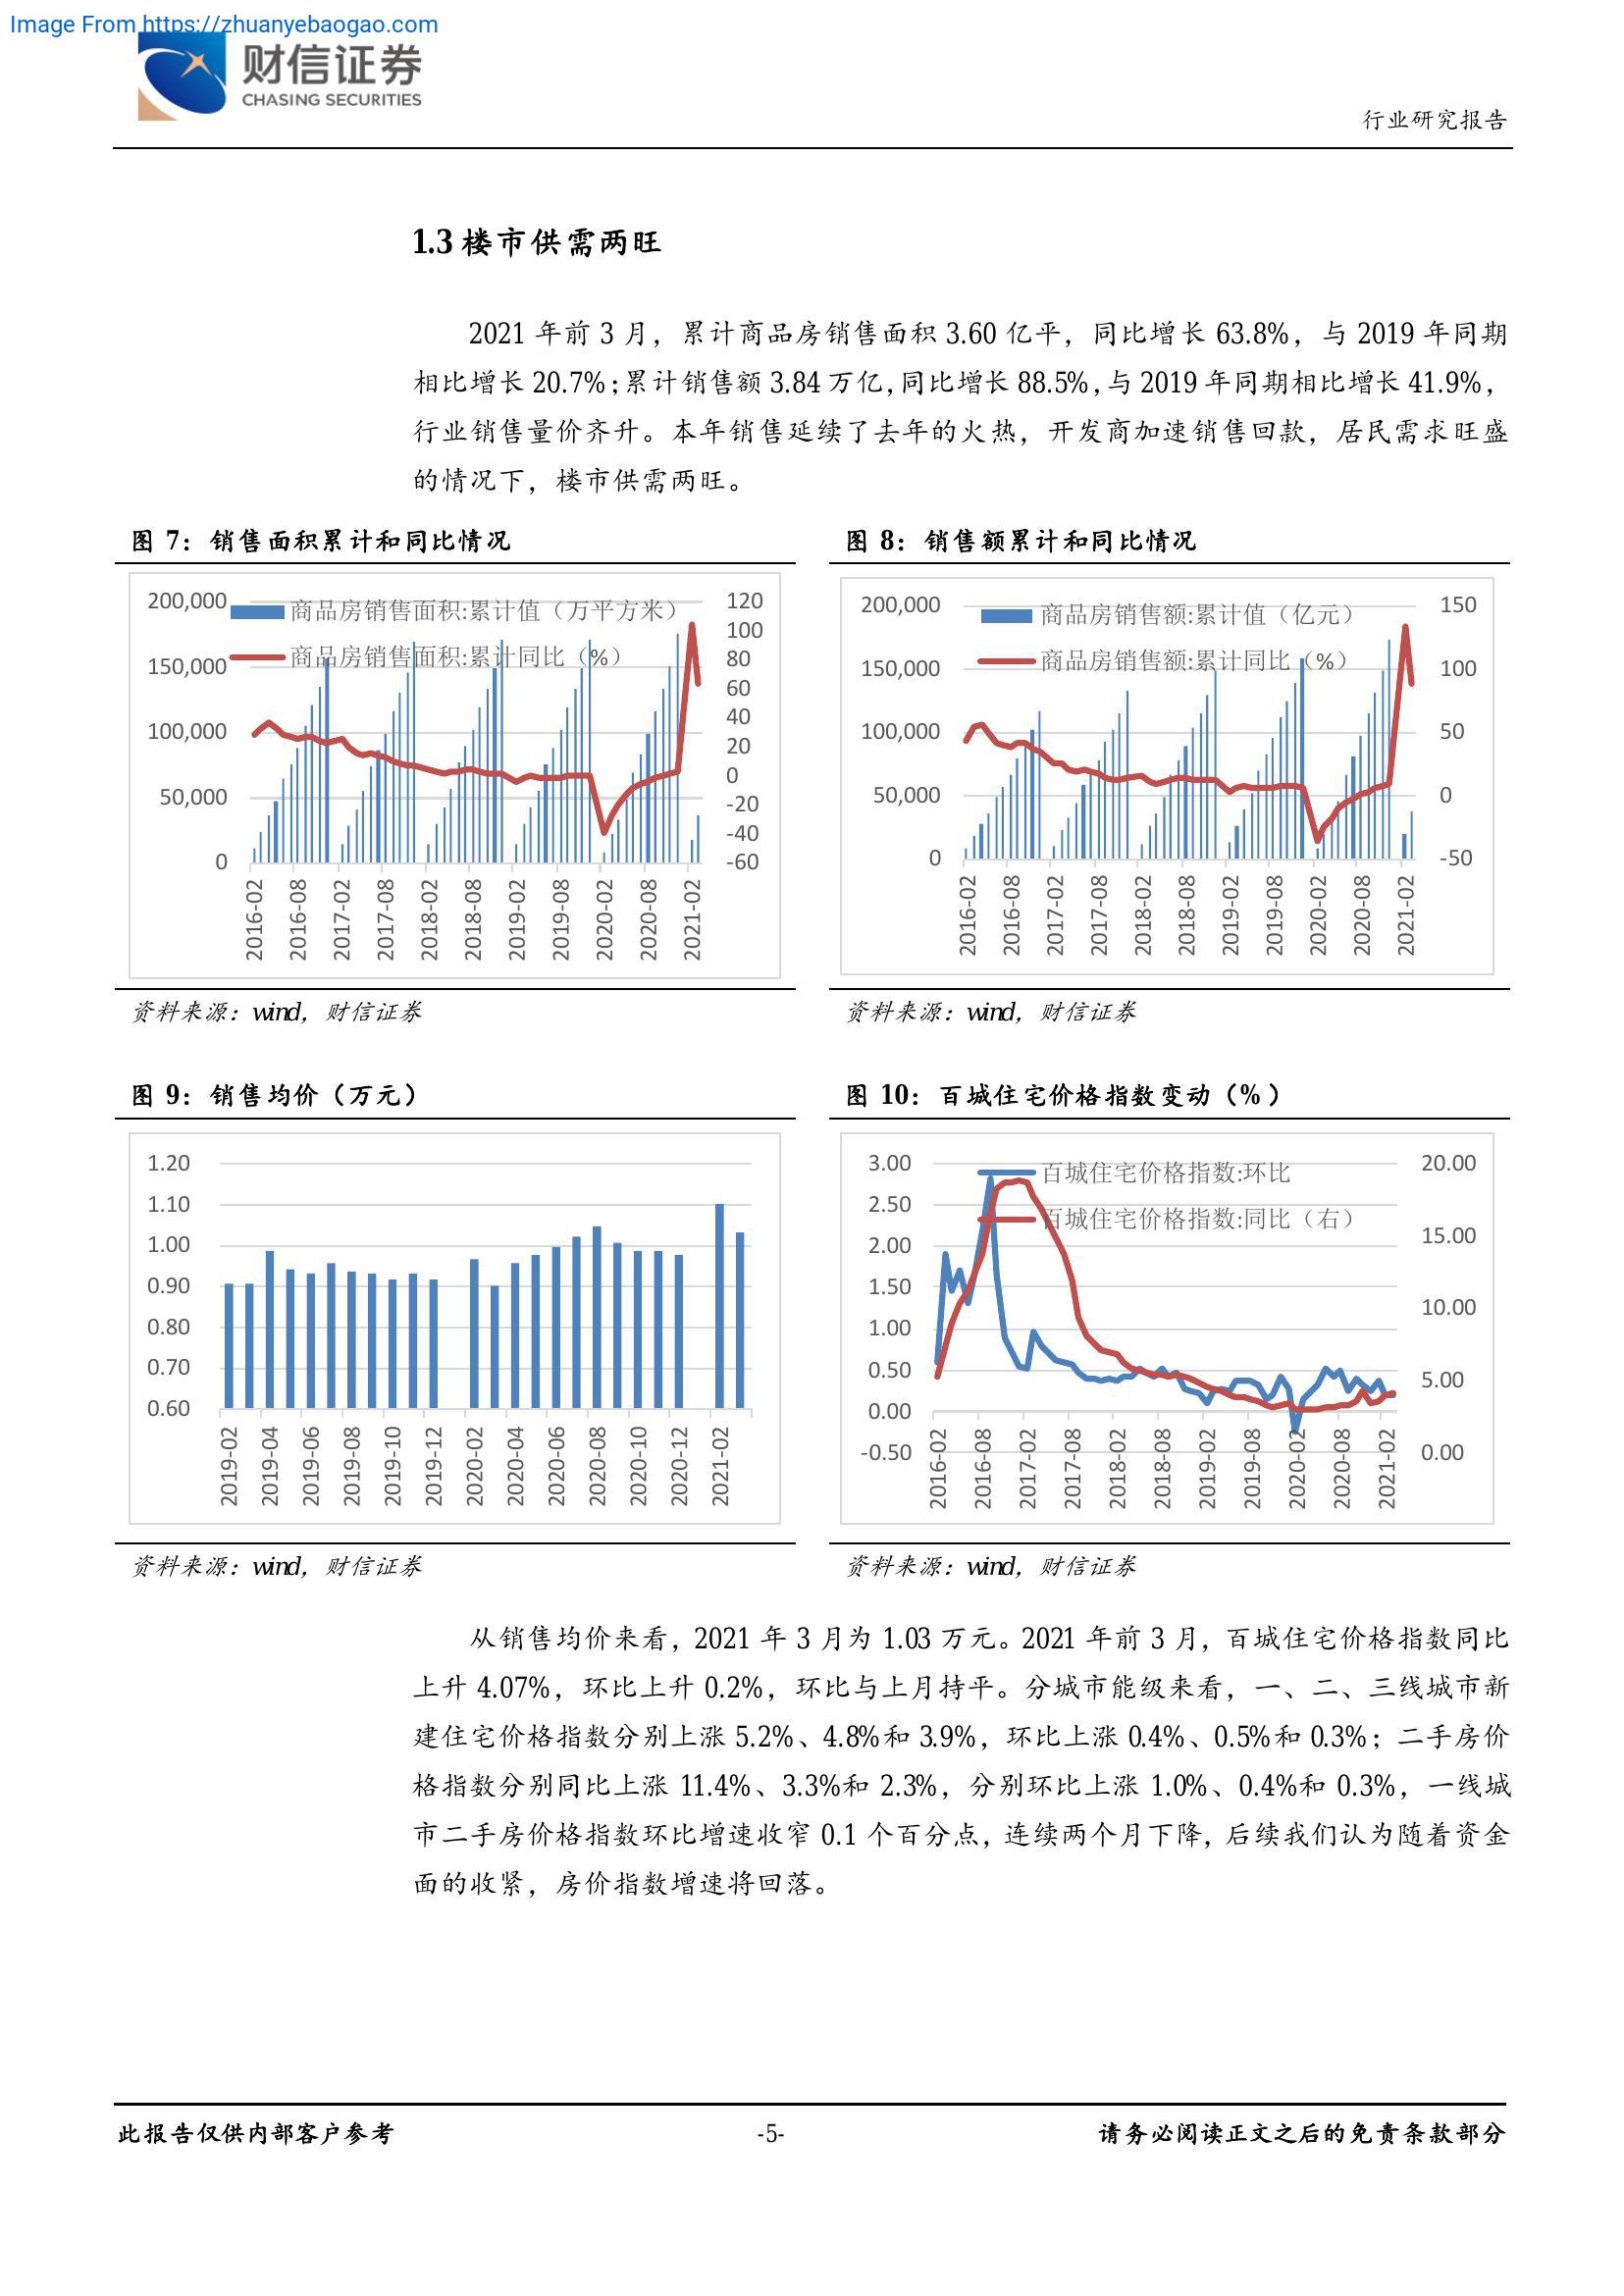 Image From https://zhuanyebaogao.com
财信证券
CHASING SECURITIES
行业研究报告
1.3 楼市供需两旺
2021 年前 3 月，累计商品房销售面积 3.60 亿平，同比增长 63.8%，与 2019 年同期
相比增长 20.7%；累计销售额 3.84 万亿，同比增长 88.5%，与 2019 年同期相比增长 41.9%，
行业销售量价齐升。本年销售延续了去年的火热，开发商加速销售回款，居民需求旺盛
的情况下，楼市供需两旺。
图 7：销售面积累计和同比情况
200,000
150,000
100,000
50,000
0
商品房销售面积:累计值（万平方米）
商品房销售面积:累计同比（%）
120
100
80
60
40
20
0
-20
-40
-60
2016-02
2016-08
2017-02
2017-08
2018-02
2018-08
2019-02
2019-08
2020-02
2020-08
2021-02
资料来源：wind，财信证券
图 8：销售额累计和同比情况
200,000
150,000
100,000
50,000
0
商品房销售额:累计值（亿元）
商品房销售额:累计同比（%）
150
100
50
0
-50
2016-02
2016-08
2017-02
2017-08
2018-02
2018-08
2019-02
2019-08
2020-02
2020-08
2021-02
资料来源：wind，财信证券
图 9：销售均价（万元）
1.20
1.10
1.00
0.90
0.80
0.70
0.60
2019-02
2019-04
2019-06
2019-08
2019-10
2019-12
2020-02
2020-04
2020-06
2020-08
2020-10
2020-12
2021-02
资料来源：wind，财信证券
图 10：百城住宅价格指数变动（%）
3.00
2.50
2.00
1.50
1.00
0.50
0.00
-0.50
百城住宅价格指数:环比
百城住宅价格指数:同比（右）
20.00
15.00
10.00
5.00
0.00
2016-02
2016-08
2017-02
2017-08
2018-02
2018-08
2019-02
2019-08
2020-02
2020-08
2021-02
资料来源：wind，财信证券
从销售均价来看，2021 年 3 月为 1.03 万元。2021 年前 3 月，百城住宅价格指数同比
上升 4.07%，环比上升 0.2%，环比与上月持平。分城市能级来看，一、二、三线城市新
建住宅价格指数分别上涨 5.2%、4.8%和 3.9%，环比上涨 0.4%、0.5%和 0.3%；二手房价
格指数分别同比上涨 11.4%、3.3%和 2.3%，分别环比上涨 1.0%、0.4%和 0.3%，一线城
市二手房价格指数环比增速收窄 0.1 个百分点，连续两个月下降，后续我们认为随着资金
面的收紧，房价指数增速将回落。
此报告仅供内部客户参考
-5-
请务必阅读正文之后的免责条款部分